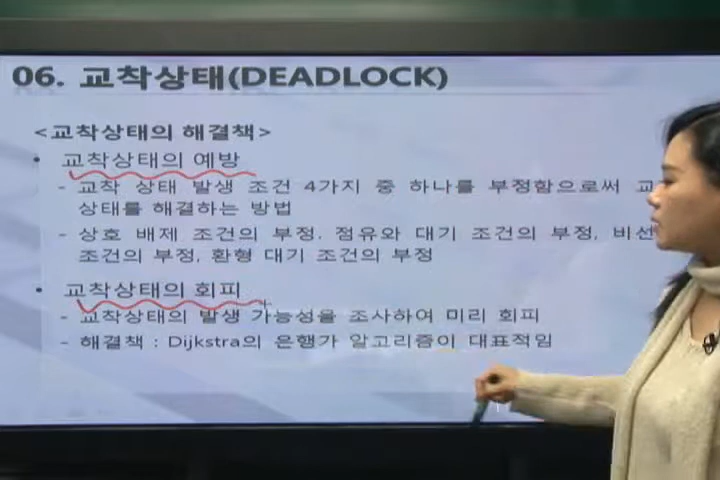 06. 교착상태(DEADLOCK)
<교착상태의 해결책>
• 교착상태의 예방
- 교착 상태 발생 조건 4가지 중 하나를 부정함으로써 교
상태를 해결하는 방법
- 상호 배제 조건의 부정. 점유와 대기 조건의 부정, 비선
조건의 부정, 환형 대기 조건의 부정
• 교착상태의 회피
- 교착상태의 발생 가능성을 조사하여 미리 회피
- 해결책 : Dijkstra의 은행가 알고리즘이 대표적임